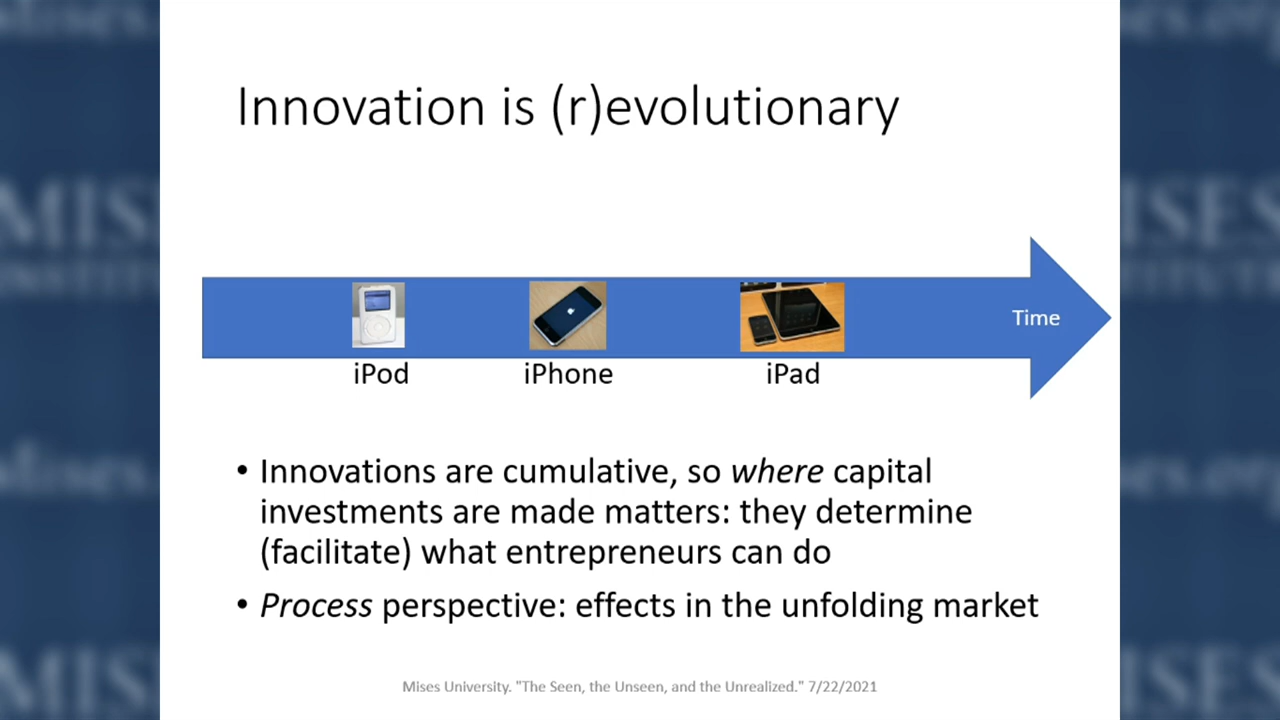 Innovation is (r)evolutionary
Time
iPod
iPhone
iPad
• Innovations are cumulative, so where capital
investments are made matters: they determine
(facilitate) what entrepreneurs can do
• Process perspective: effects in the unfolding market
Mises University. "The Seen, the Unseen, and the Unrealized." 7/22/2021